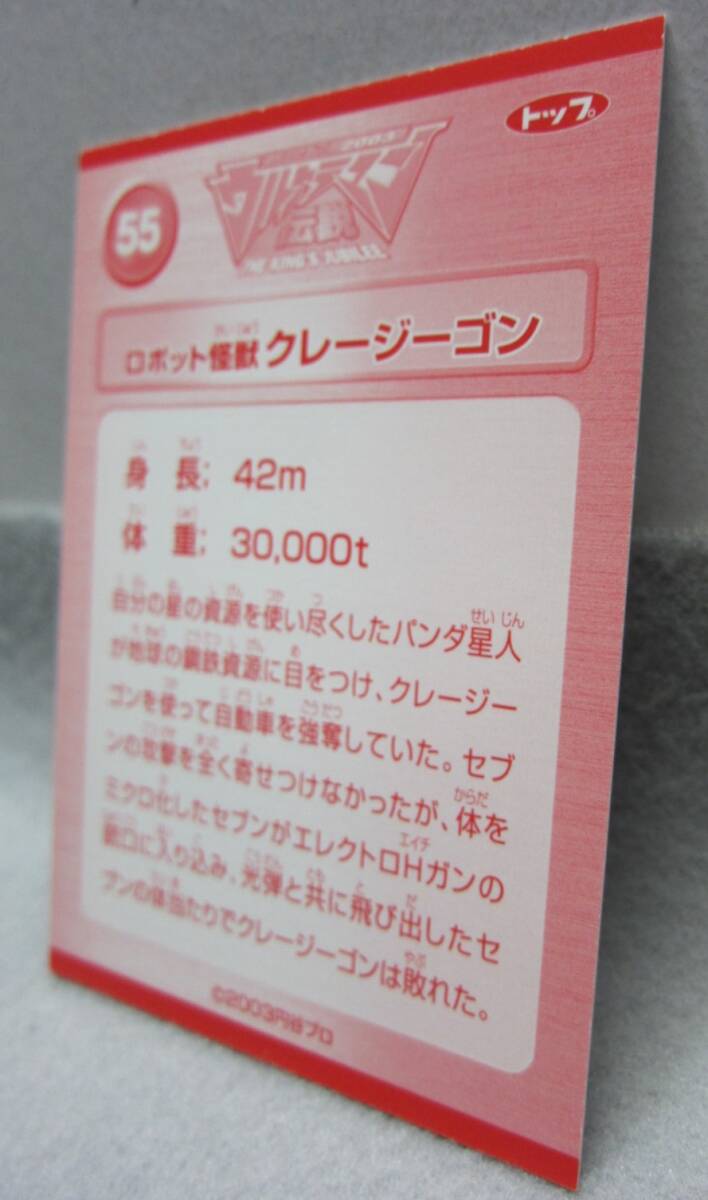 トップ
2003
ウルトラマン
伝説
THE KING'S JUBILEE
55
ロボット怪獣 クレージーゴン
身長; 42m
体重; 30,000t
自分の星の資源を使い尽くしたバンダ星人
が地球の鋼鉄資源に目をつけ、クレージー
ゴンを使って自動車を強奪していた。セブ
ンの攻撃を全く寄せつけなかったが、体を
ミクロ化したセブンがエレクトロHガンの
銃口に入り込み、光弾と共に飛び出したセ
ブンの体当たりでクレージーゴンは敗れた。
©2003円谷プロ